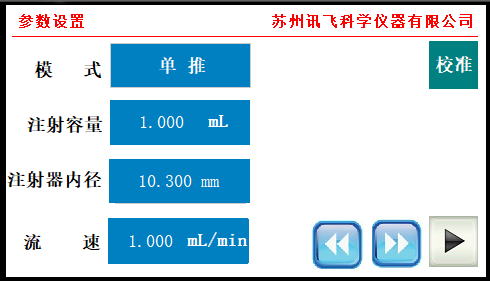 参数设置 苏州讯飞科学仪器有限公司
模 式 单 推 校准
注射容量 1.000 mL
注射器内径 10.300 mm
流 速 1.000 mL/min